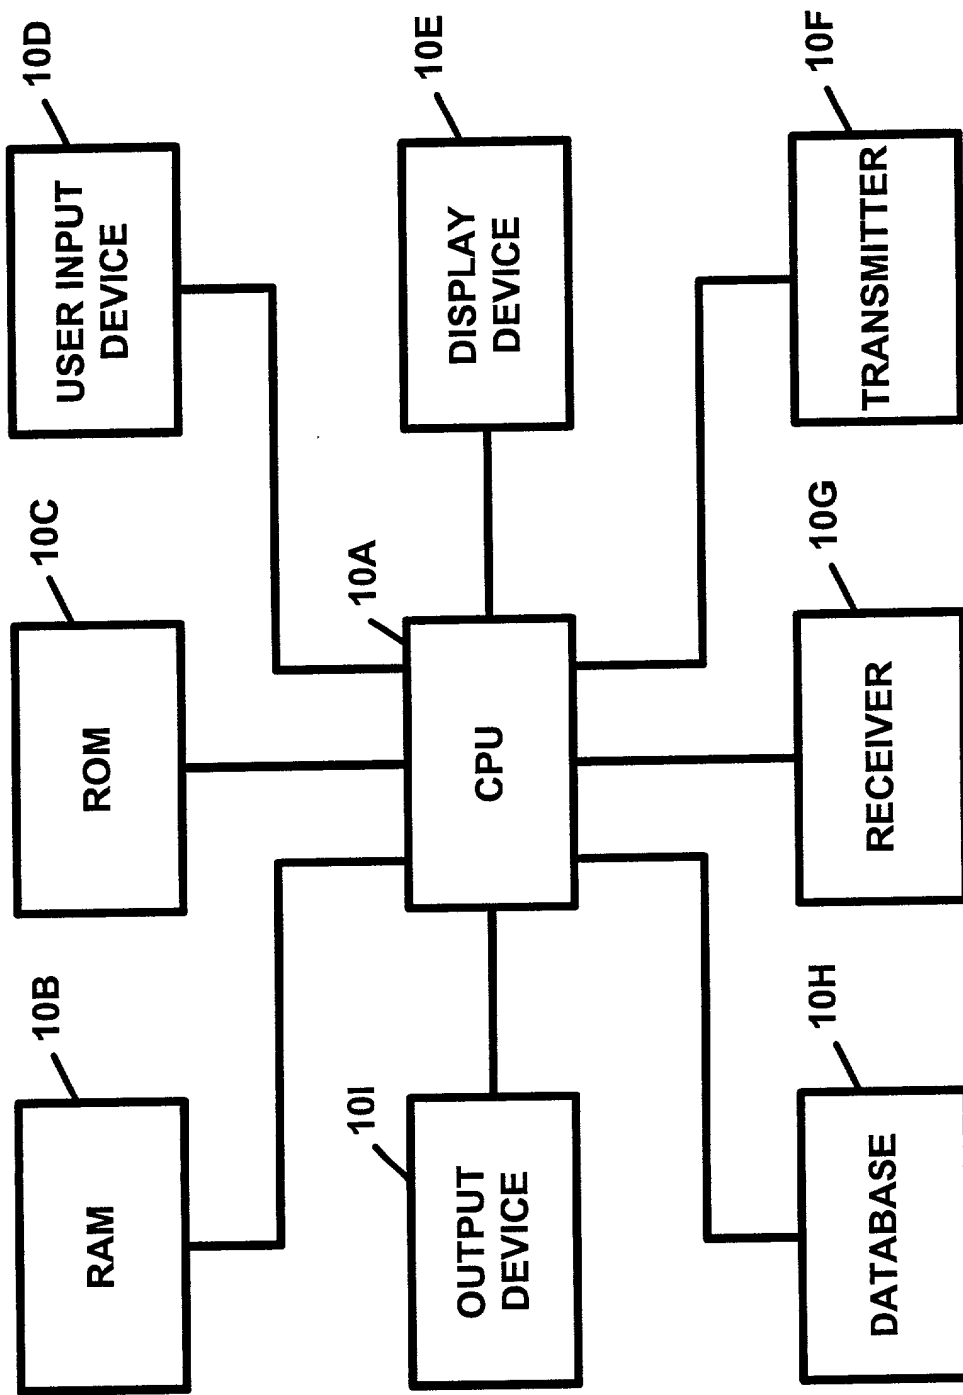 10B
10C
10D
RAM
ROM
USER INPUT
DEVICE
10I
10A
10E
OUTPUT
DEVICE
CPU
DISPLAY
DEVICE
10H
10G
10F
DATABASE
RECEIVER
TRANSMITTER